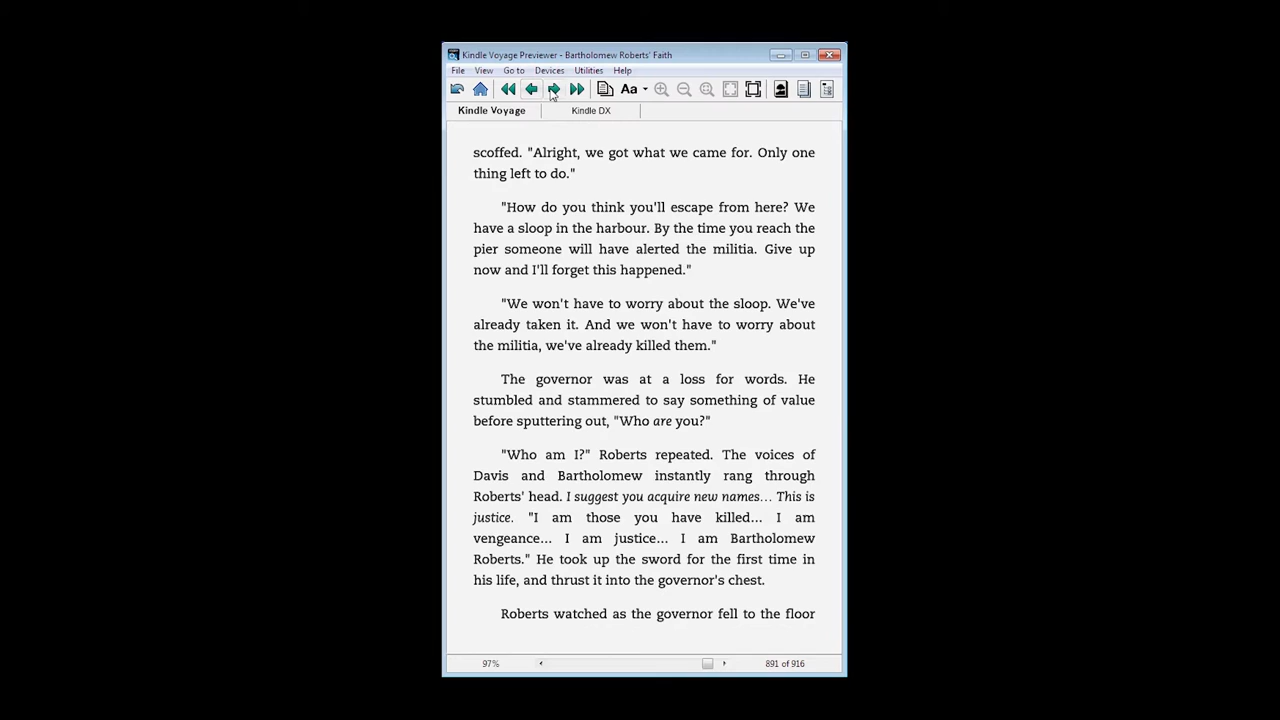 Kindle Voyage Previewer - Bartholomew Roberts' Faith
File View Go to Devices Utilities Help
Aa
Kindle Voyage Kindle DX
scoffed. "Alright, we got what we came for. Only one
thing left to do."
"How do you think you'll escape from here? We
have a sloop in the harbour. By the time you reach the
pier someone will have alerted the militia. Give up
now and I'll forget this happened."
"We won't have to worry about the sloop. We've
already taken it. And we won't have to worry about
the militia, we've already killed them."
The governor was at a loss for words. He
stumbled and stammered to say something of value
before sputtering out, "Who are you?"
"Who am I?" Roberts repeated. The voices of
Davis and Bartholomew instantly rang through
Roberts' head. I suggest you acquire new names... This is
justice. "I am those you have killed... I am
vengeance... I am justice... I am Bartholomew
Roberts." He took up the sword for the first time in
his life, and thrust it into the governor's chest.
Roberts watched as the governor fell to the floor
97% 891 of 916